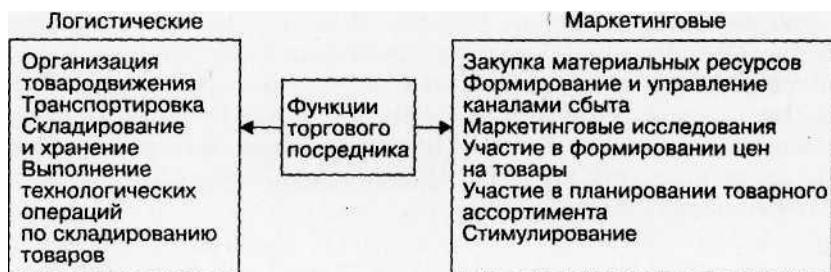 Логистические
Организация
товародвижения
Транспортировка
Складирование
и хранение
Выполнение
технологических
операций
по складированию
товаров
Функции
торгового
посредника
Маркетинговые
Закупка материальных ресурсов
Формирование и управление
каналами сбыта
Маркетинговые исследования
Участие в формировании цен
на товары
Участие в планировании товарного
ассортимента
Стимулирование